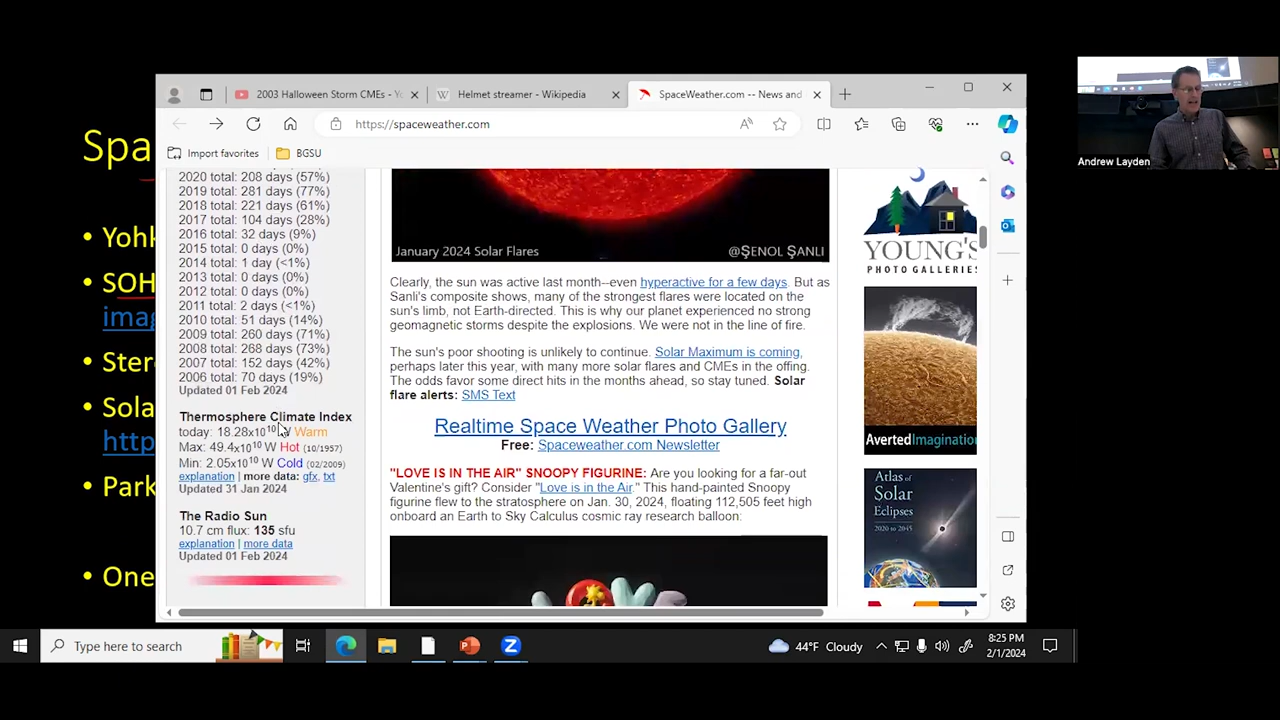 Spa
• Yohk
• SOH
imag
• Stere
• Sola
http
• Park
• One
2003 Halloween Storm CMEs - Yo
Helmet streamer - Wikipedia
SpaceWeather.com -- News and
https://spaceweather.com
Import favorites
BGSU
2020 total: 208 days (57%)
2019 total: 281 days (77%)
2018 total: 221 days (61%)
2017 total: 104 days (28%)
2016 total: 32 days (9%)
2015 total: 0 days (0%)
2014 total: 1 day (<1%)
2013 total: 0 days (0%)
2012 total: 0 days (0%)
2011 total: 2 days (<1%)
2010 total: 51 days (14%)
2009 total: 260 days (71%)
2008 total: 268 days (73%)
2007 total: 152 days (42%)
2006 total: 70 days (19%)
Updated 01 Feb 2024
Thermosphere Climate Index
today: 18.28x10¹⁰ W Warm
Max: 49.4x10¹⁰ W Hot (10/1957)
Min: 2.05x10¹⁰ W Cold (02/2009)
explanation | more data: gfx, txt
Updated 31 Jan 2024
The Radio Sun
10.7 cm flux: 135 sfu
explanation | more data
Updated 01 Feb 2024
January 2024 Solar Flares @ŞENOL ŞANLI
Clearly, the sun was active last month--even hyperactive for a few days. But as
Sanli's composite shows, many of the strongest flares were located on the
sun's limb, not Earth-directed. This is why our planet experienced no strong
geomagnetic storms despite the explosions. We were not in the line of fire.
The sun's poor shooting is unlikely to continue. Solar Maximum is coming,
perhaps later this year, with many more solar flares and CMEs in the offing.
The odds favor some direct hits in the months ahead, so stay tuned. Solar
flare alerts: SMS Text
Realtime Space Weather Photo Gallery
Free: Spaceweather.com Newsletter
"LOVE IS IN THE AIR" SNOOPY FIGURINE: Are you looking for a far-out
Valentine's gift? Consider "Love is in the Air." This hand-painted Snoopy
figurine flew to the stratosphere on Jan. 30, 2024, floating 112,505 feet high
onboard an Earth to Sky Calculus cosmic ray research balloon:
YOUNG'S
PHOTO GALLERIES
AvertedImagination
Atlas of
Solar
Eclipses
2020 to 2045
Andrew Layden
Type here to search
44°F Cloudy
8:25 PM
2/1/2024